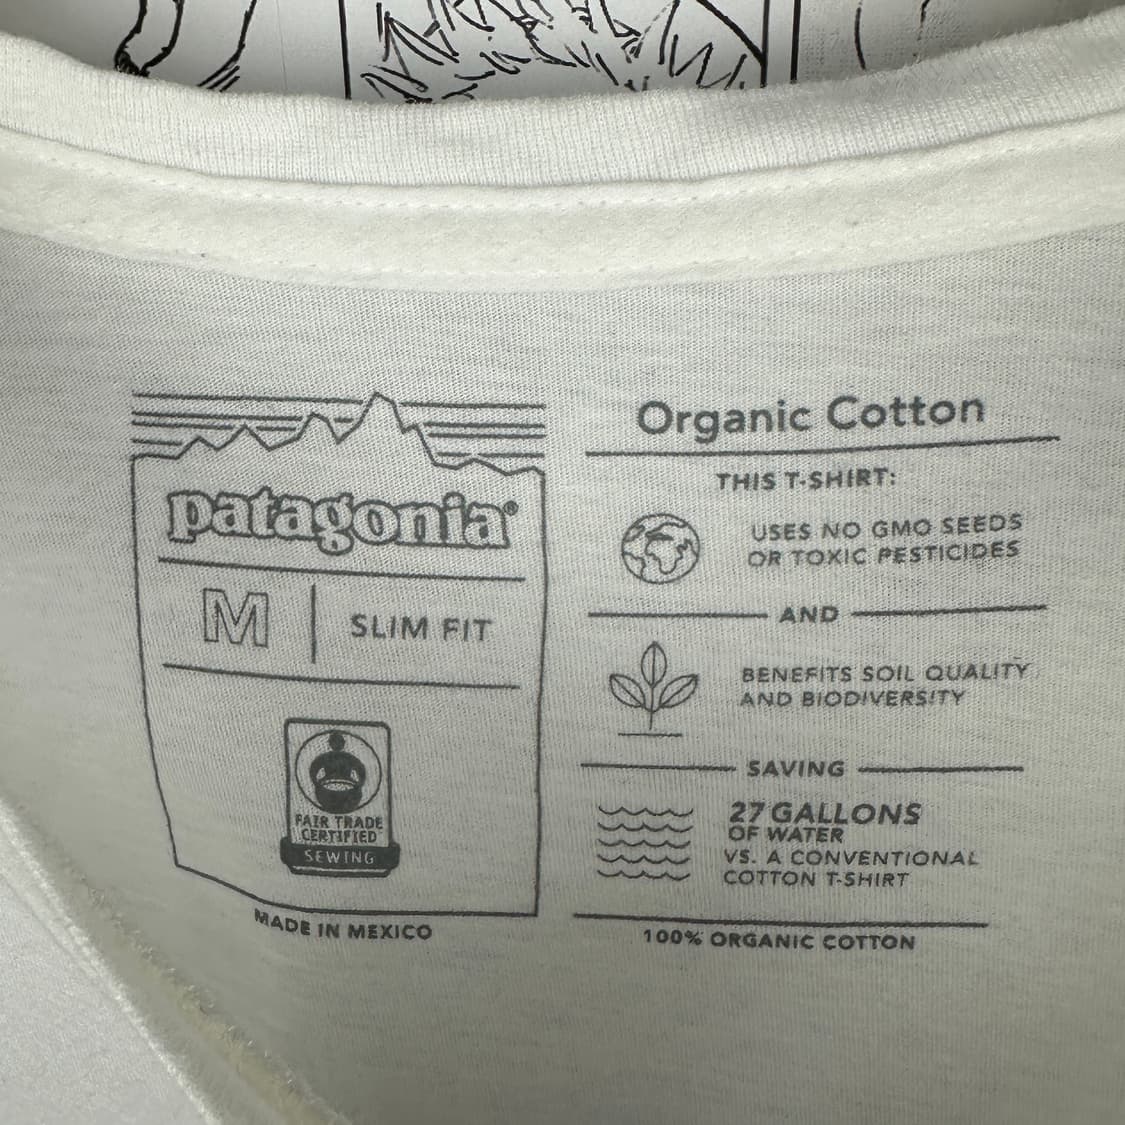 patagonia®
M | SLIM FIT
FAIR TRADE
CERTIFIED
SEWING
MADE IN MEXICO
Organic Cotton
THIS T-SHIRT:
USES NO GMO SEEDS
OR TOXIC PESTICIDES
AND
BENEFITS SOIL QUALITY
AND BIODIVERSITY
SAVING
27 GALLONS
OF WATER
VS. A CONVENTIONAL
COTTON T-SHIRT
100% ORGANIC COTTON